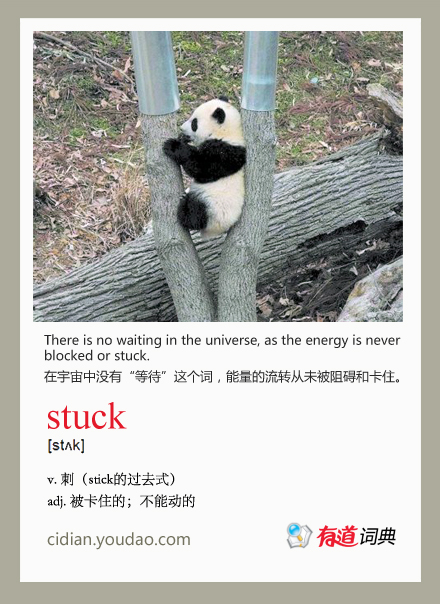 There is no waiting in the universe, as the energy is never
blocked or stuck.
在宇宙中没有“等待”这个词，能量的流转从未被阻碍和卡住。
stuck
[stʌk]
v. 刺（stick的过去式）
adj. 被卡住的；不能动的
cidian.youdao.com
有道词典